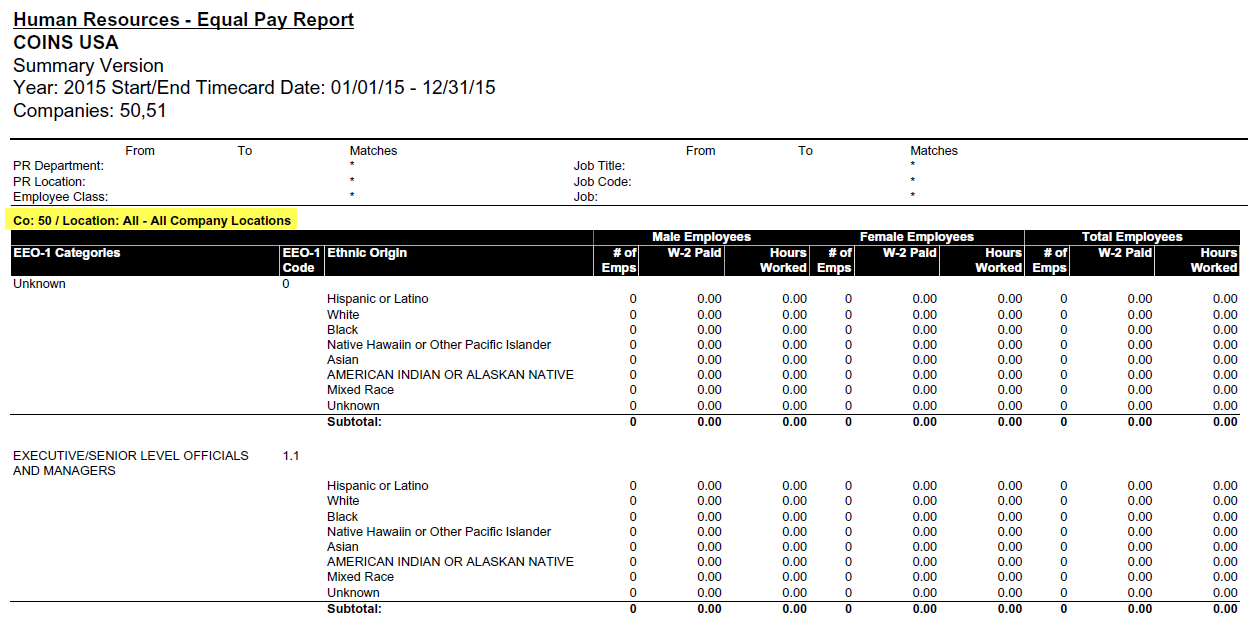 Human Resources - Equal Pay Report
COINS USA
Summary Version
Year: 2015 Start/End Timecard Date: 01/01/15 - 12/31/15
Companies: 50,51
From To Matches From To Matches
PR Department: * Job Title: *
PR Location: * Job Code: *
Employee Class: * Job: *
Co: 50 / Location: All - All Company Locations
Male Employees Female Employees Total Employees
EEO-1 Categories EEO-1 Ethnic Origin # of W-2 Paid Hours # of W-2 Paid Hours # of W-2 Paid Hours
Code Emps Worked Emps Worked Emps Worked
Unknown 0
Hispanic or Latino 0 0.00 0.00 0 0.00 0.00 0 0.00 0.00
White 0 0.00 0.00 0 0.00 0.00 0 0.00 0.00
Black 0 0.00 0.00 0 0.00 0.00 0 0.00 0.00
Native Hawaiin or Other Pacific Islander 0 0.00 0.00 0 0.00 0.00 0 0.00 0.00
Asian 0 0.00 0.00 0 0.00 0.00 0 0.00 0.00
AMERICAN INDIAN OR ALASKAN NATIVE 0 0.00 0.00 0 0.00 0.00 0 0.00 0.00
Mixed Race 0 0.00 0.00 0 0.00 0.00 0 0.00 0.00
Unknown 0 0.00 0.00 0 0.00 0.00 0 0.00 0.00
Subtotal: 0 0.00 0.00 0 0.00 0.00 0 0.00 0.00
EXECUTIVE/SENIOR LEVEL OFFICIALS 1.1
AND MANAGERS
Hispanic or Latino 0 0.00 0.00 0 0.00 0.00 0 0.00 0.00
White 0 0.00 0.00 0 0.00 0.00 0 0.00 0.00
Black 0 0.00 0.00 0 0.00 0.00 0 0.00 0.00
Native Hawaiin or Other Pacific Islander 0 0.00 0.00 0 0.00 0.00 0 0.00 0.00
Asian 0 0.00 0.00 0 0.00 0.00 0 0.00 0.00
AMERICAN INDIAN OR ALASKAN NATIVE 0 0.00 0.00 0 0.00 0.00 0 0.00 0.00
Mixed Race 0 0.00 0.00 0 0.00 0.00 0 0.00 0.00
Unknown 0 0.00 0.00 0 0.00 0.00 0 0.00 0.00
Subtotal: 0 0.00 0.00 0 0.00 0.00 0 0.00 0.00